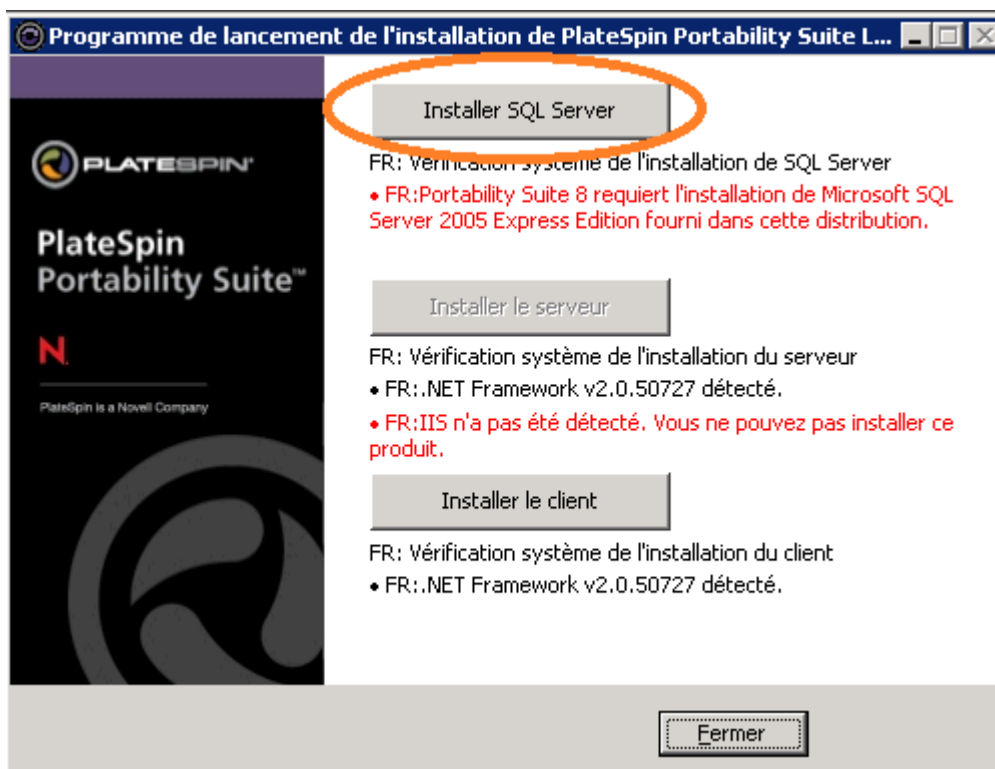 Programme de lancement de l'installation de PlateSpin Portability Suite L...
Installer SQL Server
FR: Vérification système de l'installation de SQL Server
• FR:Portability Suite 8 requiert l'installation de Microsoft SQL
Server 2005 Express Edition fourni dans cette distribution.
PLATESPIN
PlateSpin
Portability Suite™
N.
PlateSpin is a Novell Company
Installer le serveur
FR: Vérification système de l'installation du serveur
• FR:.NET Framework v2.0.50727 détecté.
• FR:IIS n'a pas été détecté. Vous ne pouvez pas installer ce
produit.
Installer le client
FR: Vérification système de l'installation du client
• FR:.NET Framework v2.0.50727 détecté.
Fermer